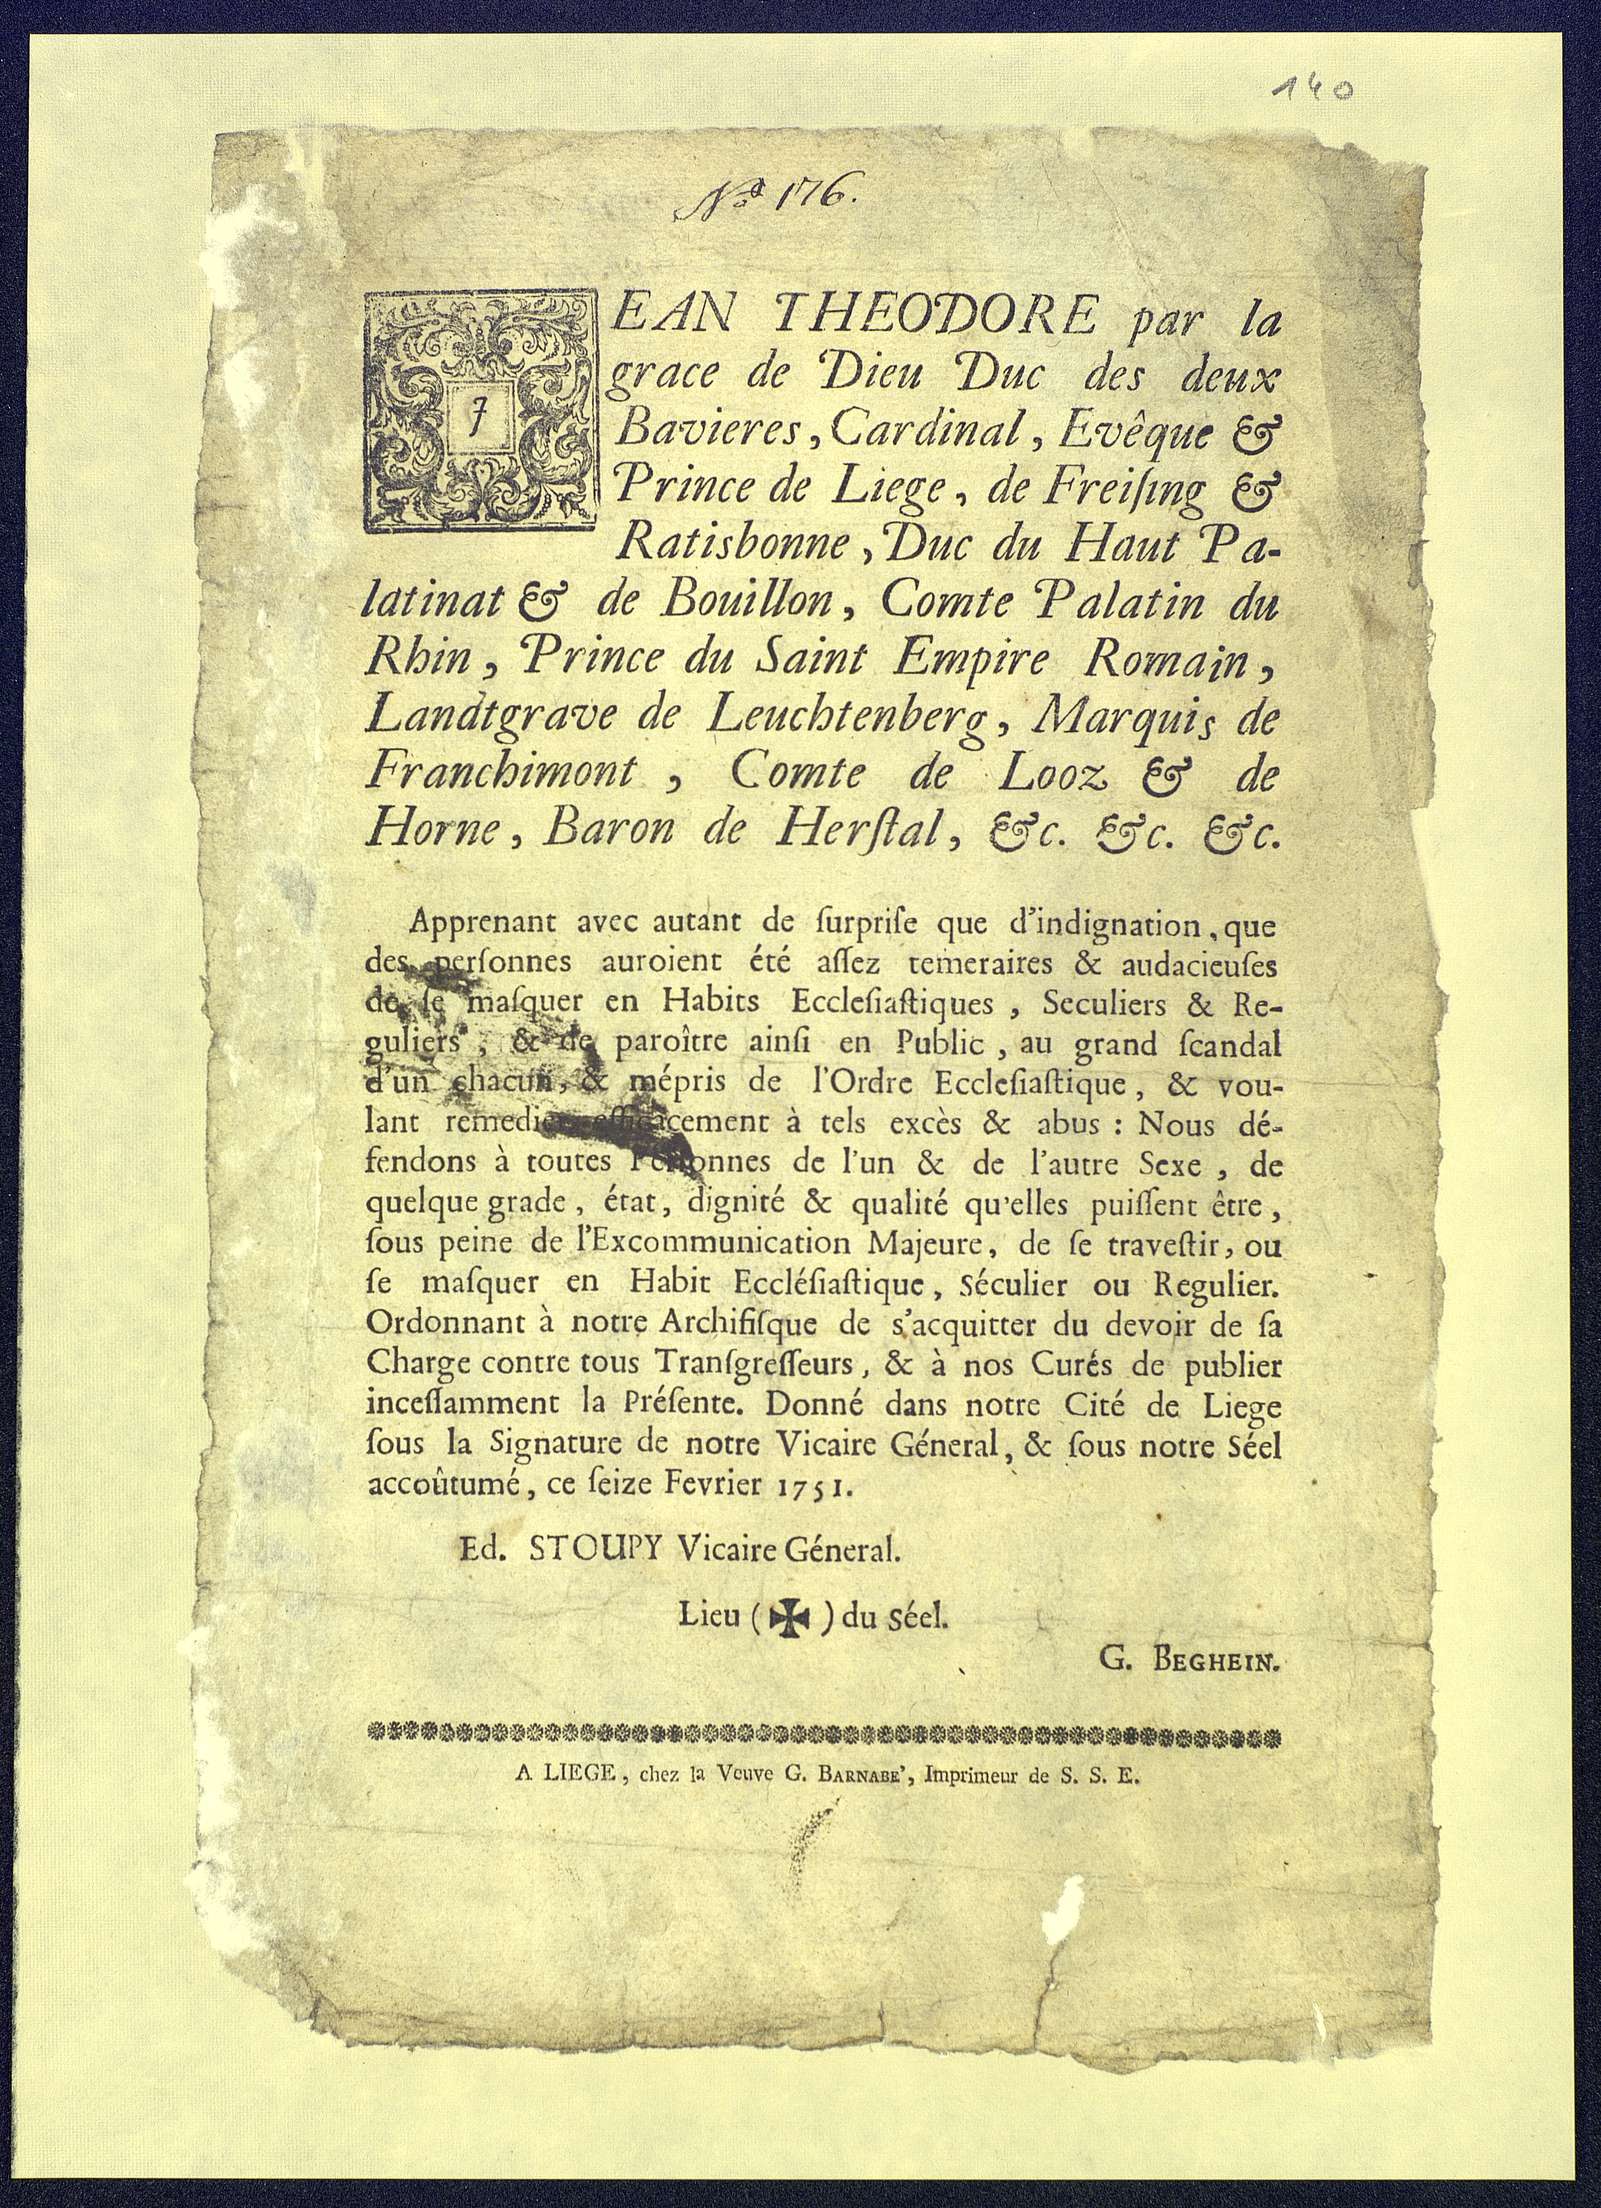 140
No 176.
JEAN THEODORE par la
grace de Dieu Duc des deux
Bavieres, Cardinal, Evêque &
Prince de Liege, de Freiſing &
Ratisbonne, Duc du Haut Pa-
latinat & de Bouillon, Comte Palatin du
Rhin, Prince du Saint Empire Romain,
Landtgrave de Leuchtenberg, Marquis de
Franchimont, Comte de Looz & de
Horne, Baron de Herſtal, &c. &c. &c.
Apprenant avec autant de ſurpriſe que d'indignation, que
des perſonnes auroient été aſſez temeraires & audacieuſes
de ſe maſquer en Habits Eccleſiaſtiques, Seculiers & Re-
guliers, & de paroître ainſi en Public, au grand ſcandal
d'un chacun, & mépris de l'Ordre Eccleſiaſtique, & vou-
lant remedier efficacement à tels excès & abus : Nous dé-
fendons à toutes Perſonnes de l'un & de l'autre Sexe, de
quelque grade, état, dignité & qualité qu'elles puiſſent être,
ſous peine de l'Excommunication Majeure, de ſe traveſtir, ou
ſe maſquer en Habit Eccléſiaſtique, Séculier ou Regulier.
Ordonnant à notre Archifiſque de s'acquitter du devoir de ſa
Charge contre tous Tranſgreſſeurs, & à nos Curés de publier
inceſſamment la Préſente. Donné dans notre Cité de Liege
ſous la Signature de notre Vicaire Géneral, & ſous notre Séel
accoûtumé, ce ſeize Fevrier 1751.
Ed. STOUPY Vicaire Géneral.
Lieu (✠) du Séel.
G. BEGHEIN.
A LIEGE, chez la Veuve G. BARNABE', Imprimeur de S. S. E.